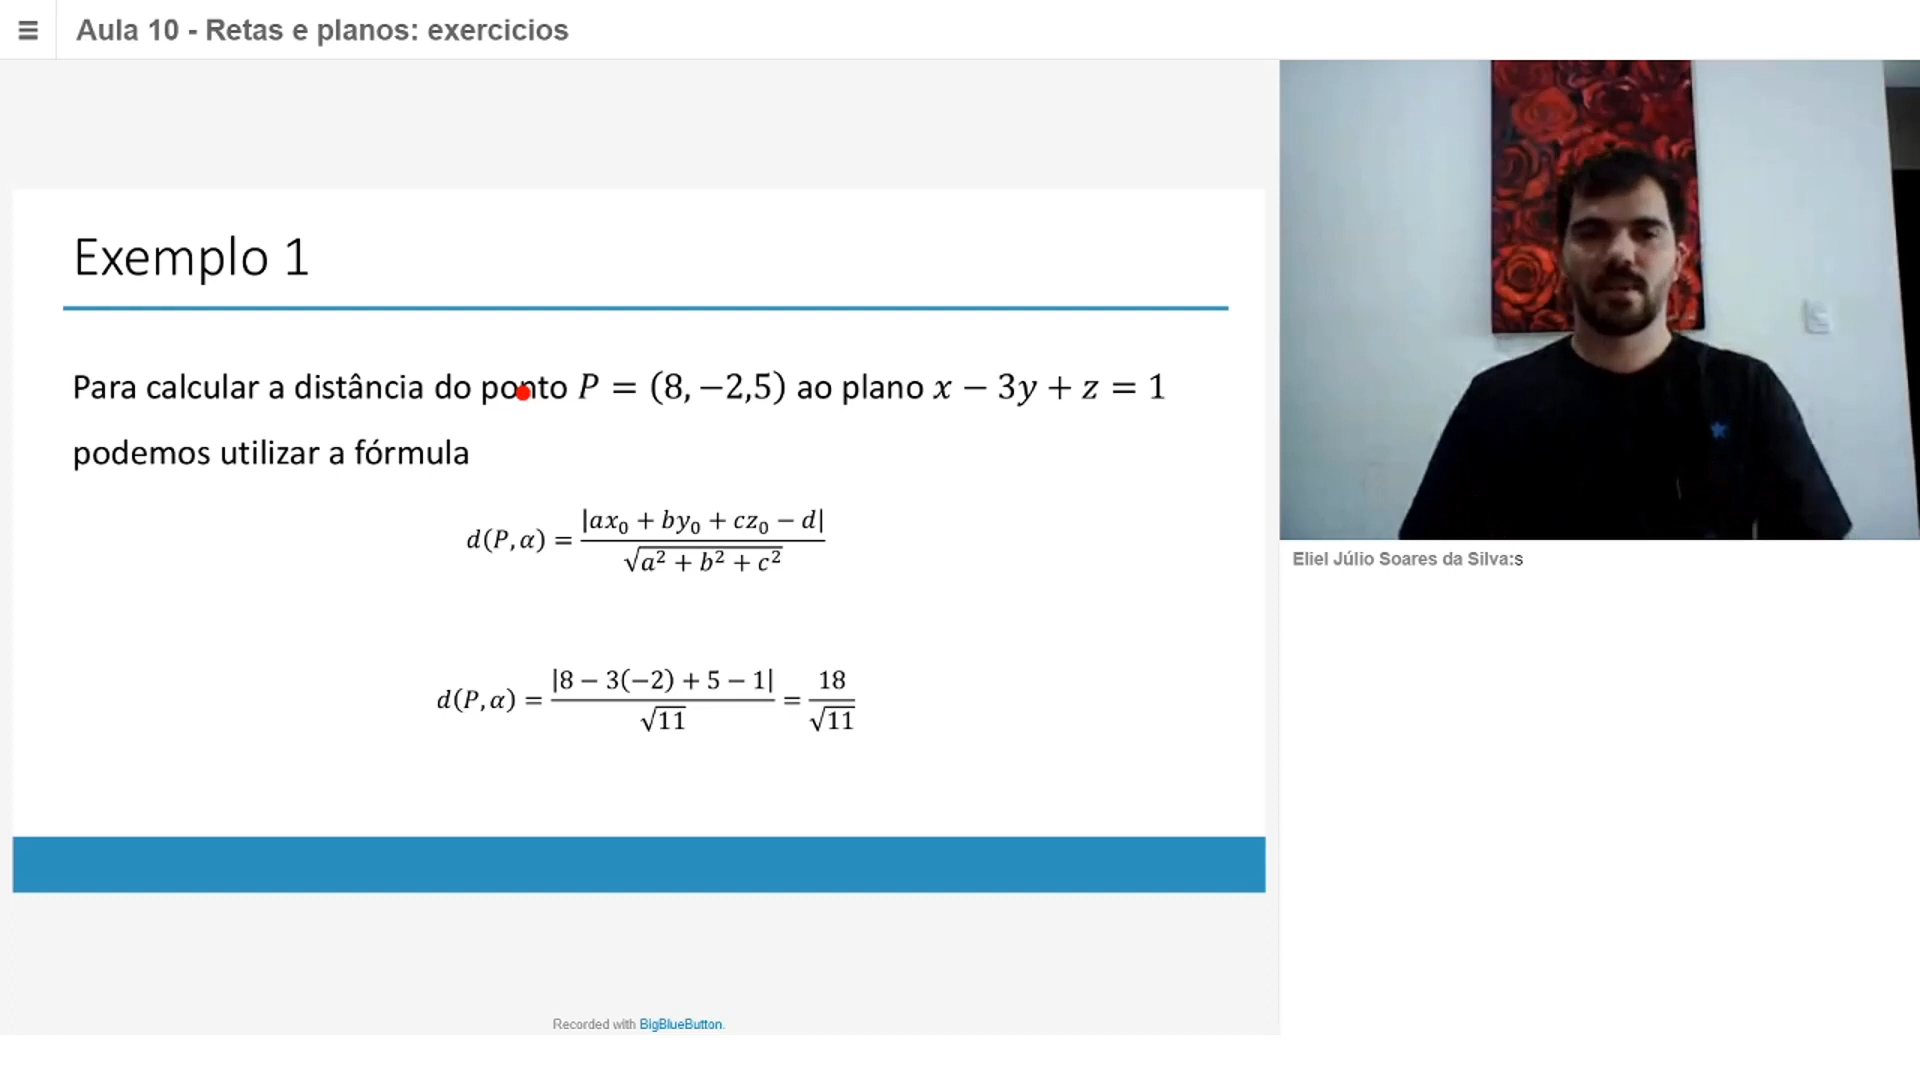 Aula 10 - Retas e planos: exercicios
Exemplo 1
Para calcular a distância do ponto P = (8, −2,5) ao plano x − 3y + z = 1
podemos utilizar a fórmula
d(P, α) = |ax₀ + by₀ + cz₀ − d| / √(a² + b² + c²)
d(P, α) = |8 − 3(−2) + 5 − 1| / √11 = 18 / √11
Eliel Júlio Soares da Silva:s
Recorded with BigBlueButton.